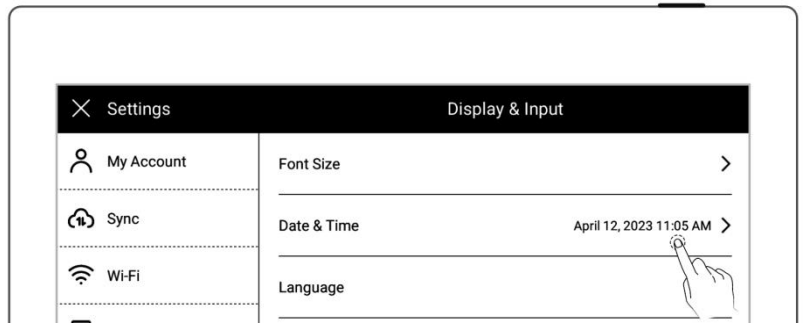 Settings
Display & Input
My Account
Font Size
Sync
Date & Time April 12, 2023 11:05 AM
Wi-Fi
Language